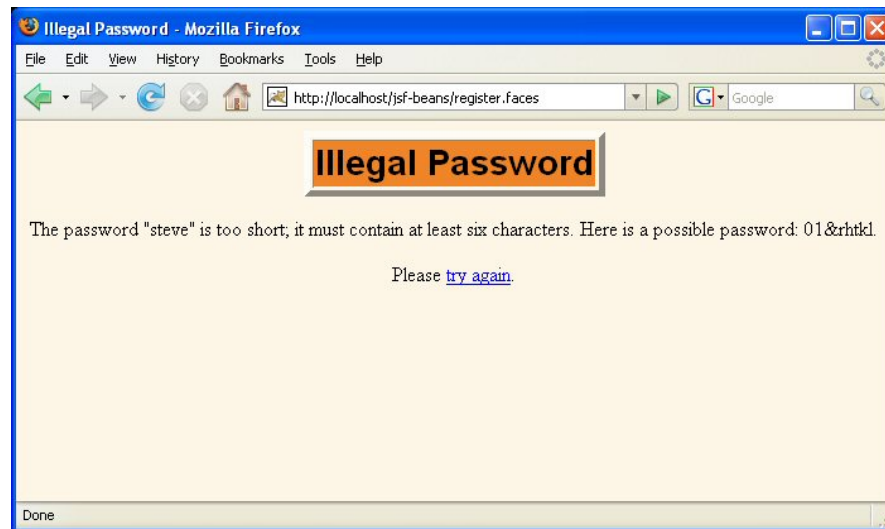 Illegal Password - Mozilla Firefox
File Edit View History Bookmarks Tools Help
http://localhost/jsf-beans/register.faces G Google
Illegal Password
The password "steve" is too short; it must contain at least six characters. Here is a possible password: 01&rhtkl.
Please try again.
Done